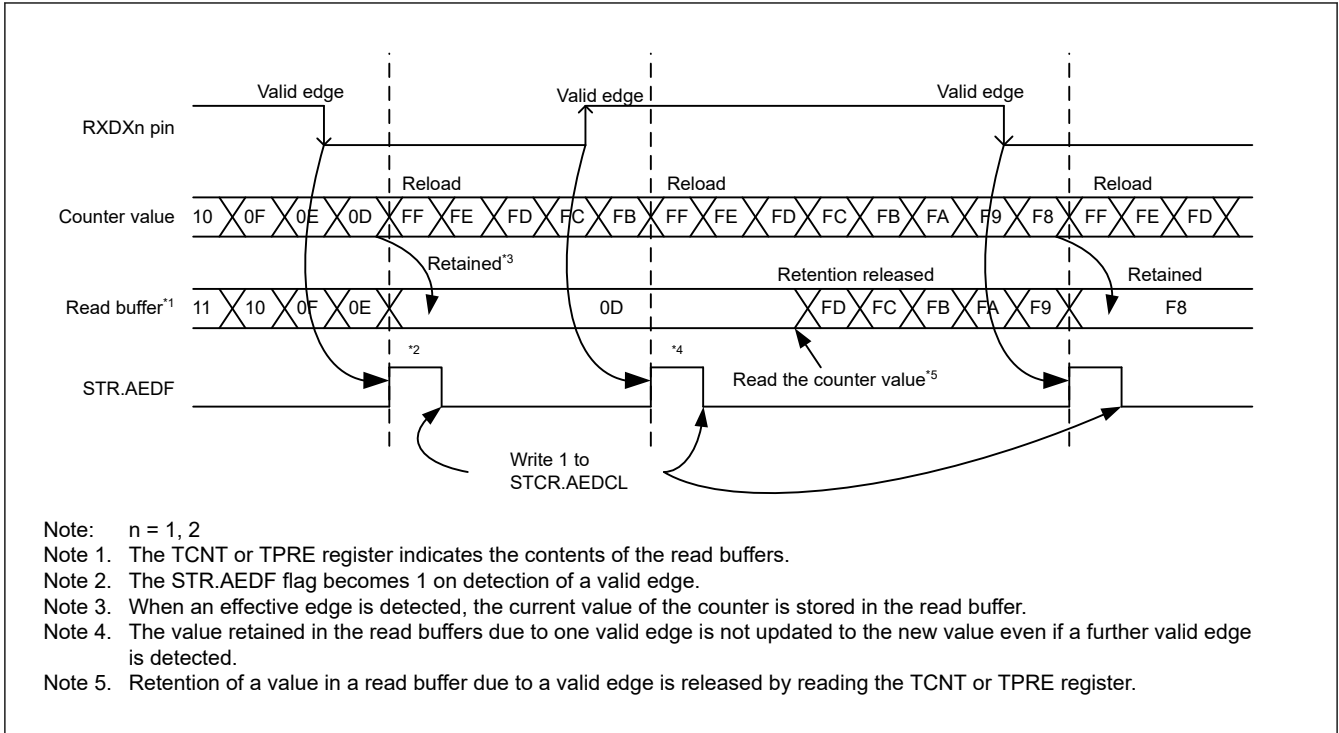 Valid edge Valid edge Valid edge
RXDXn pin
Reload Reload Reload
Counter value 10 0F 0E 0D FF FE FD FC FB FF FE FD FC FB FA F9 F8 FF FE FD
Retained*3 Retention released Retained
Read buffer*1 11 10 0F 0E 0D FD FC FB FA F9 F8
*2 *4
STR.AEDF Read the counter value*5
Write 1 to
STCR.AEDCL
Note: n = 1, 2
Note 1. The TCNT or TPRE register indicates the contents of the read buffers.
Note 2. The STR.AEDF flag becomes 1 on detection of a valid edge.
Note 3. When an effective edge is detected, the current value of the counter is stored in the read buffer.
Note 4. The value retained in the read buffers due to one valid edge is not updated to the new value even if a further valid edge
is detected.
Note 5. Retention of a value in a read buffer due to a valid edge is released by reading the TCNT or TPRE register.